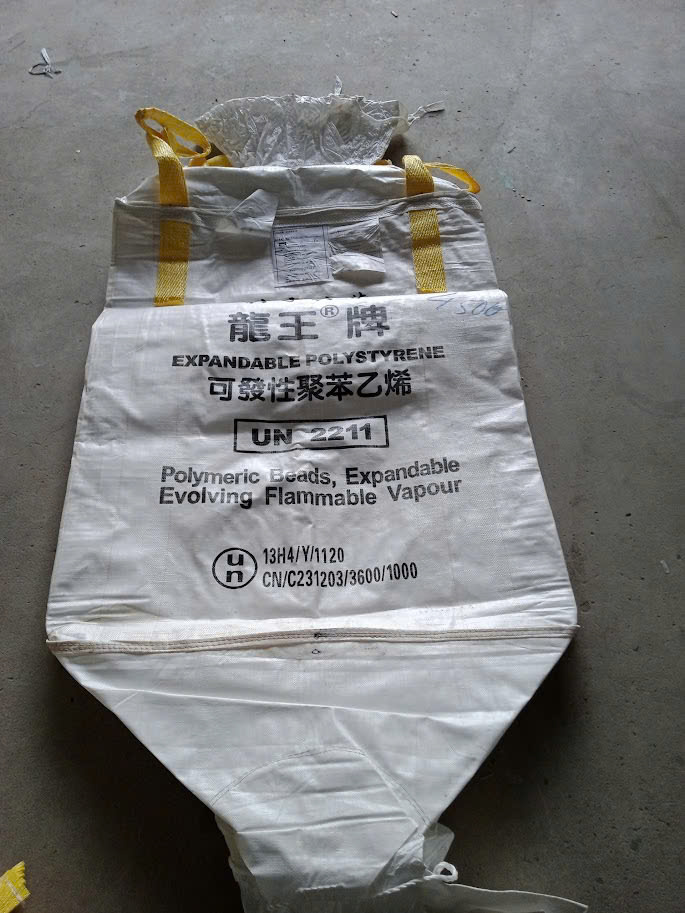 龍王®牌
EXPANDABLE POLYSTYRENE
可發性聚苯乙烯
UN 2211
Polymeric Beads, Expandable
Evolving Flammable Vapour
un
13H4/Y/1120
CN/C231203/3600/1000